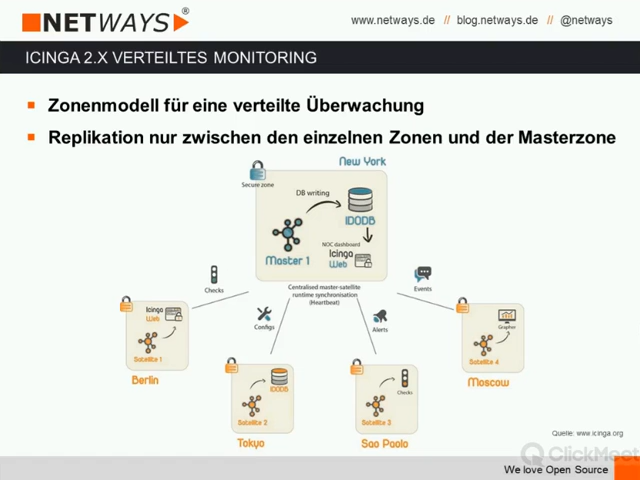 NETWAYS®
www.netways.de // blog.netways.de // @netways
ICINGA 2.X VERTEILTES MONITORING
Zonenmodell für eine verteilte Überwachung
Replikation nur zwischen den einzelnen Zonen und der Masterzone
New York
Secure zone
DB writing
IDODB
Master 1
NOC dashboard
Icinga
Web
Centralised master-satellite
runtime synchronisation
(Heartbeat)
Checks
Configs
Alerts
Events
Icinga
Web
Satellite 1
Berlin
IDODB
Satellite 2
Tokyo
Checks
Satellite 3
Sao Paolo
Grapher
Satellite 4
Moscow
Quelle: www.icinga.org
ClickMeet
We love Open Source